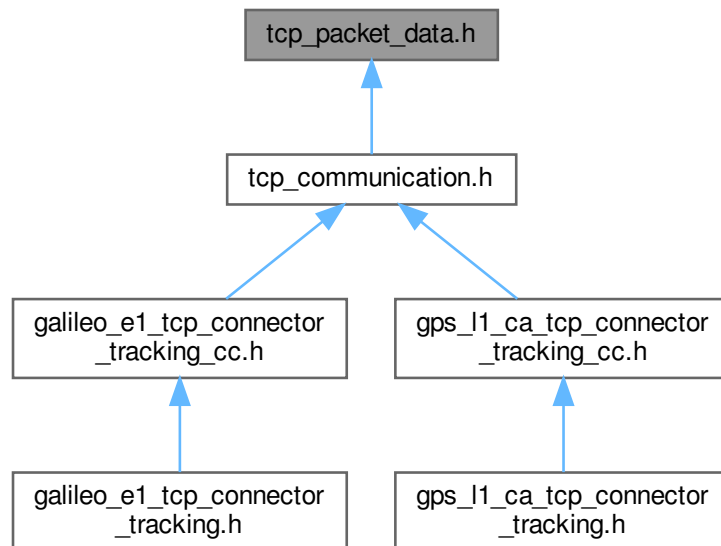 tcp_packet_data.h
tcp_communication.h
galileo_e1_tcp_connector
_tracking_cc.h
gps_l1_ca_tcp_connector
_tracking_cc.h
galileo_e1_tcp_connector
_tracking.h
gps_l1_ca_tcp_connector
_tracking.h